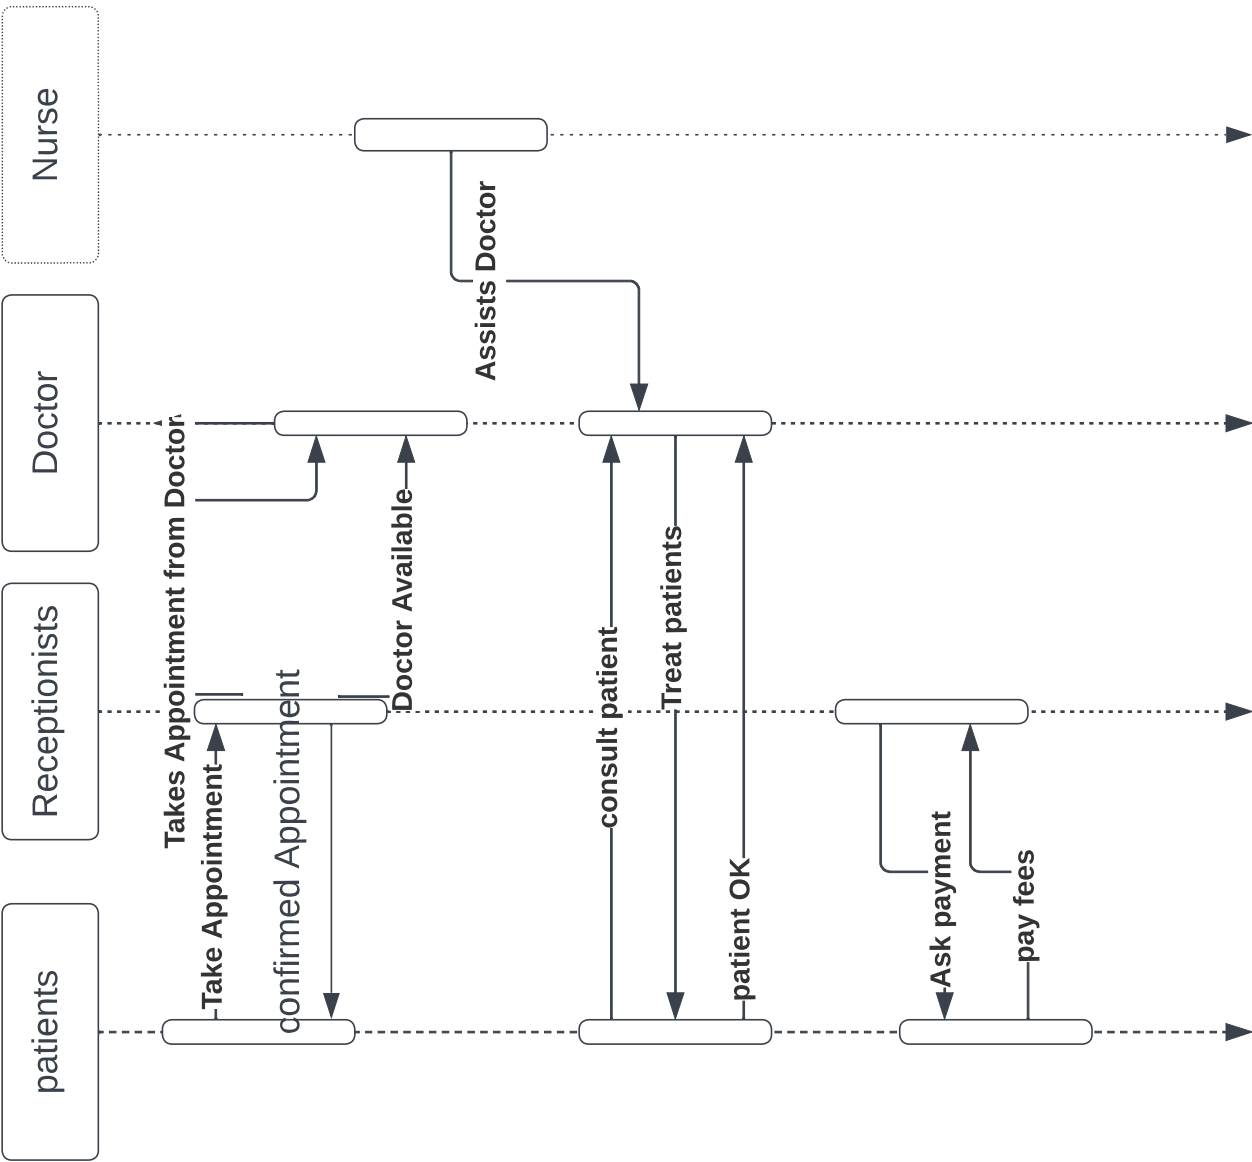 Nurse
Doctor
Receptionists
patients
Assists Doctor
Takes Appointment from Doctor
Doctor Available
Take Appointment
confirmed Appointment
consult patient
Treat patients
patient OK
Ask payment
pay fees